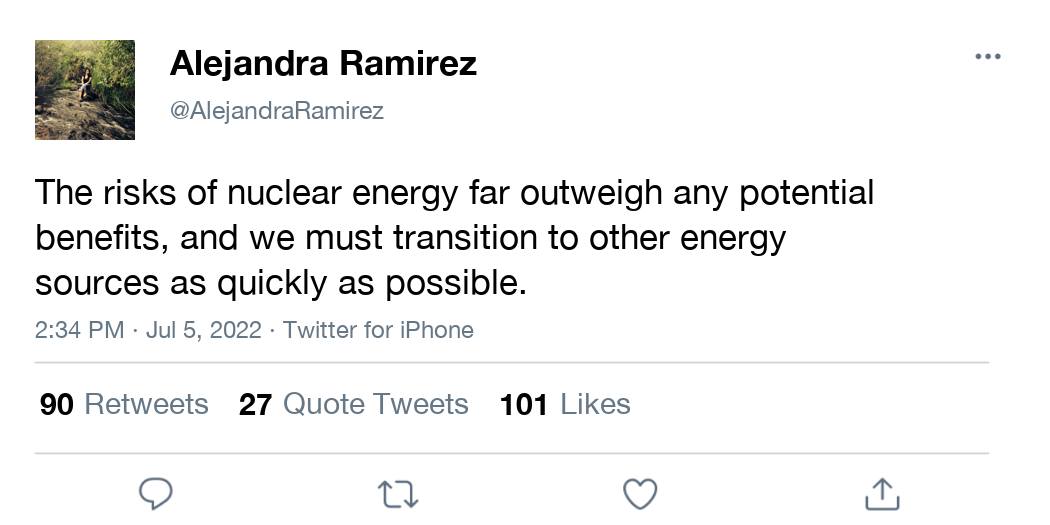 Alejandra Ramirez
@AlejandraRamirez
The risks of nuclear energy far outweigh any potential
benefits, and we must transition to other energy
sources as quickly as possible.
2:34 PM · Jul 5, 2022 · Twitter for iPhone
90 Retweets 27 Quote Tweets 101 Likes